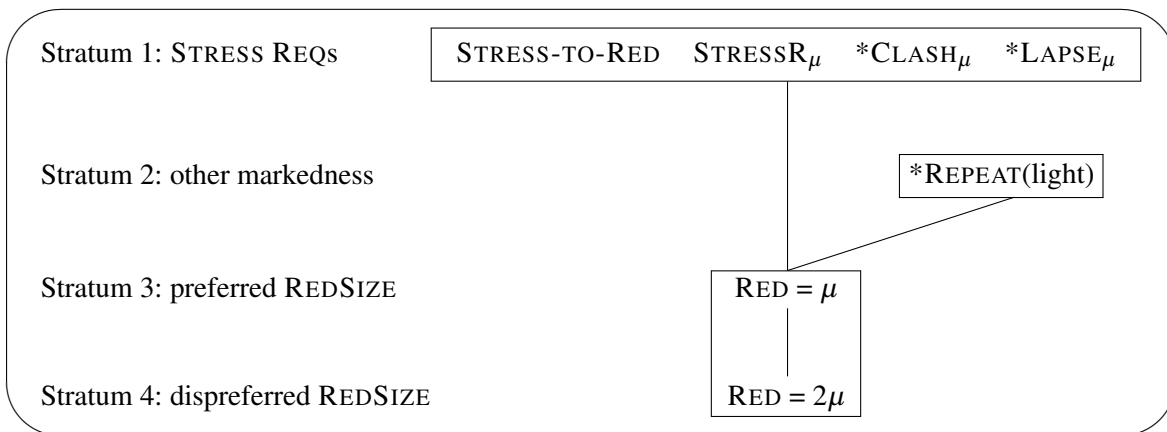 Stratum 1: STRESS REQS STRESS-TO-RED STRESSRμ *CLASHμ *LAPSEμ
Stratum 2: other markedness *REPEAT(light)
Stratum 3: preferred REDSIZE RED = μ
Stratum 4: dispreferred REDSIZE RED = 2μ